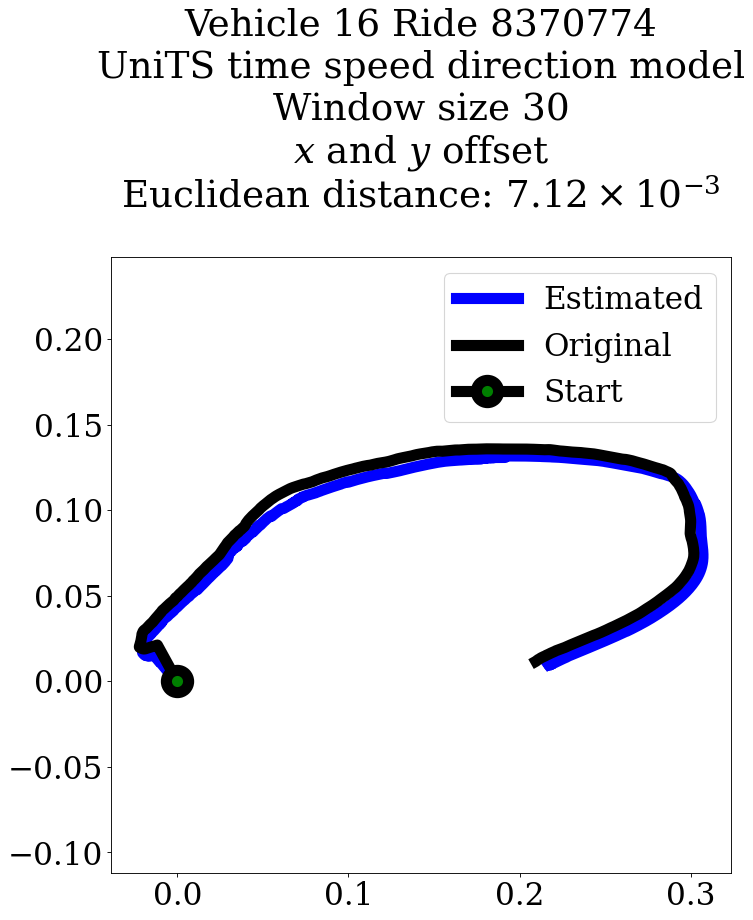 Vehicle 16 Ride 8370774
UniTS time speed direction model
Window size 30
x and y offset
Euclidean distance: 7.12 × 10⁻³
Estimated
Original
Start
0.20
0.15
0.10
0.05
0.00
−0.05
−0.10
0.0 0.1 0.2 0.3